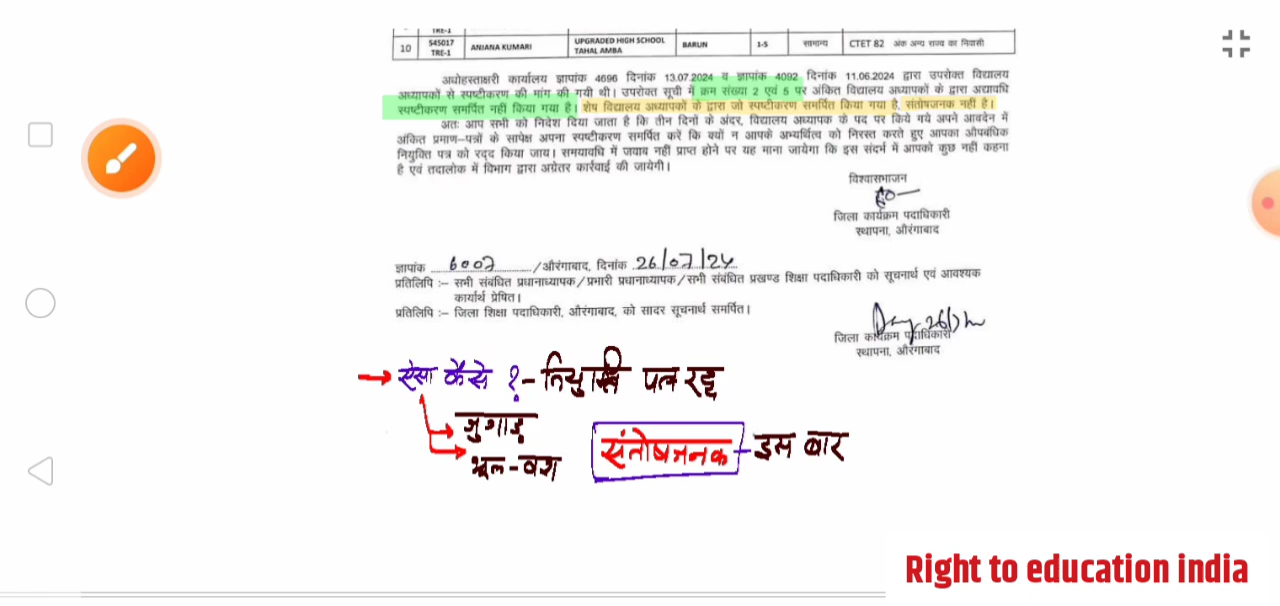 TRE-1
10 545017 TRE-1 ANJANA KUMARI UPGRADED HIGH SCHOOL TAHAL AMBA BARUN 1-5 सामान्य CTET 82 अंक अन्य राज्य का निवासी
अधोहस्ताक्षरी कार्यालय ज्ञापांक 4696 दिनांक 13.07.2024 व ज्ञापांक 4092 दिनांक 11.06.2024 द्वारा उपरोक्त विद्यालय
अध्यापकों से स्पष्टीकरण की मांग की गयी थी। उपरोक्त सूची में क्रम संख्या 2 एवं 5 पर अंकित विद्यालय अध्यापकों के द्वारा अद्यावधि
स्पष्टीकरण समर्पित नहीं किया गया है। शेष विद्यालय अध्यापकों के द्वारा जो स्पष्टीकरण समर्पित किया गया है, संतोषजनक नहीं है।
अतः आप सभी को निदेश दिया जाता है कि तीन दिनों के अंदर, विद्यालय अध्यापक के पद पर किये गये अपने आवदेन में
अंकित प्रमाण–पत्रों के सापेक्ष अपना स्पष्टीकरण समर्पित करें कि क्यों न आपके अभ्यर्थित्व को निरस्त करते हुए आपका औपबंधिक
नियुक्ति पत्र को रद्द किया जाय। समयावधि में जवाब नहीं प्राप्त होने पर यह माना जायेगा कि इस संदर्भ में आपको कुछ नहीं कहना
है एवं तदालोक में विभाग द्वारा अग्रेतर कार्रवाई की जायेगी।
विश्वासभाजन
ह०—
जिला कार्यक्रम पदाधिकारी
स्थापना, औरंगाबाद
ज्ञापांक 6007 /औरंगाबाद, दिनांक 26/07/24
प्रतिलिपि :– सभी संबंधित प्रधानाध्यापक/प्रभारी प्रधानाध्यापक/सभी संबंधित प्रखण्ड शिक्षा पदाधिकारी को सूचनार्थ एवं आवश्यक
कार्यार्थ प्रेषित।
प्रतिलिपि :– जिला शिक्षा पदाधिकारी, औरंगाबाद, को सादर सूचनार्थ समर्पित।
जिला कार्यक्रम पदाधिकारी
स्थापना, औरंगाबाद
→ ऐसा कैसे ?- नियुक्ति पत्र रद्द
जुगाड़
भूल-वश संतोषजनक - इस बार
Right to education india